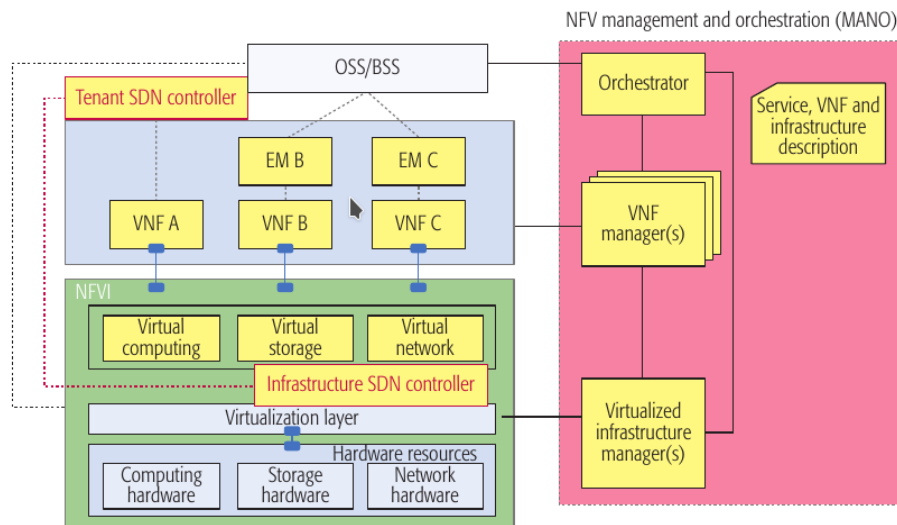 NFV management and orchestration (MANO)
OSS/BSS
Orchestrator
Tenant SDN controller
Service, VNF and
infrastructure
description
EM B
EM C
VNF A
VNF B
VNF C
VNF
manager(s)
NFVI
Virtual
computing
Virtual
storage
Virtual
network
Infrastructure SDN controller
Virtualization layer
Virtualized
infrastructure
manager(s)
Hardware resources
Computing
hardware
Storage
hardware
Network
hardware